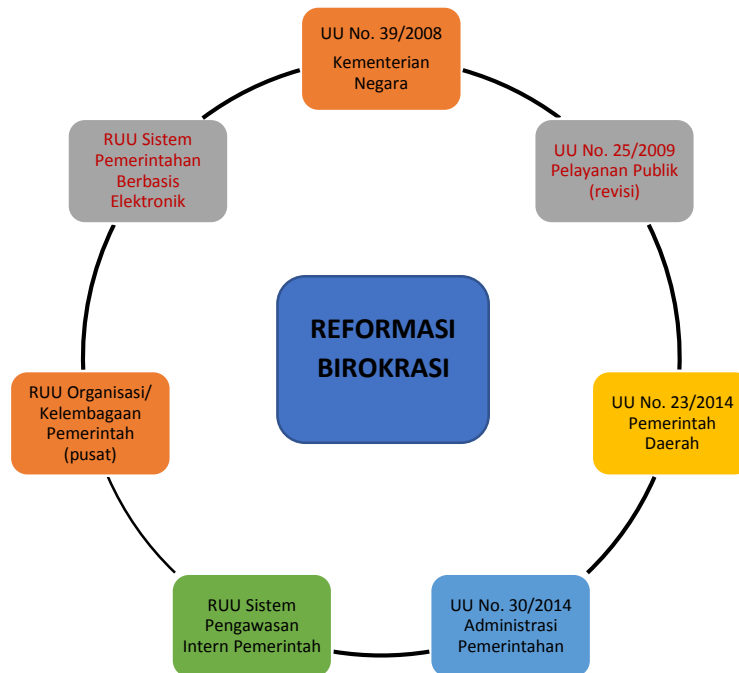 UU No. 39/2008
Kementerian
Negara
RUU Sistem
Pemerintahan
Berbasis
Elektronik
UU No. 25/2009
Pelayanan Publik
(revisi)
REFORMASI
BIROKRASI
RUU Organisasi/
Kelembagaan
Pemerintah
(pusat)
UU No. 23/2014
Pemerintah
Daerah
RUU Sistem
Pengawasan
Intern Pemerintah
UU No. 30/2014
Administrasi
Pemerintahan